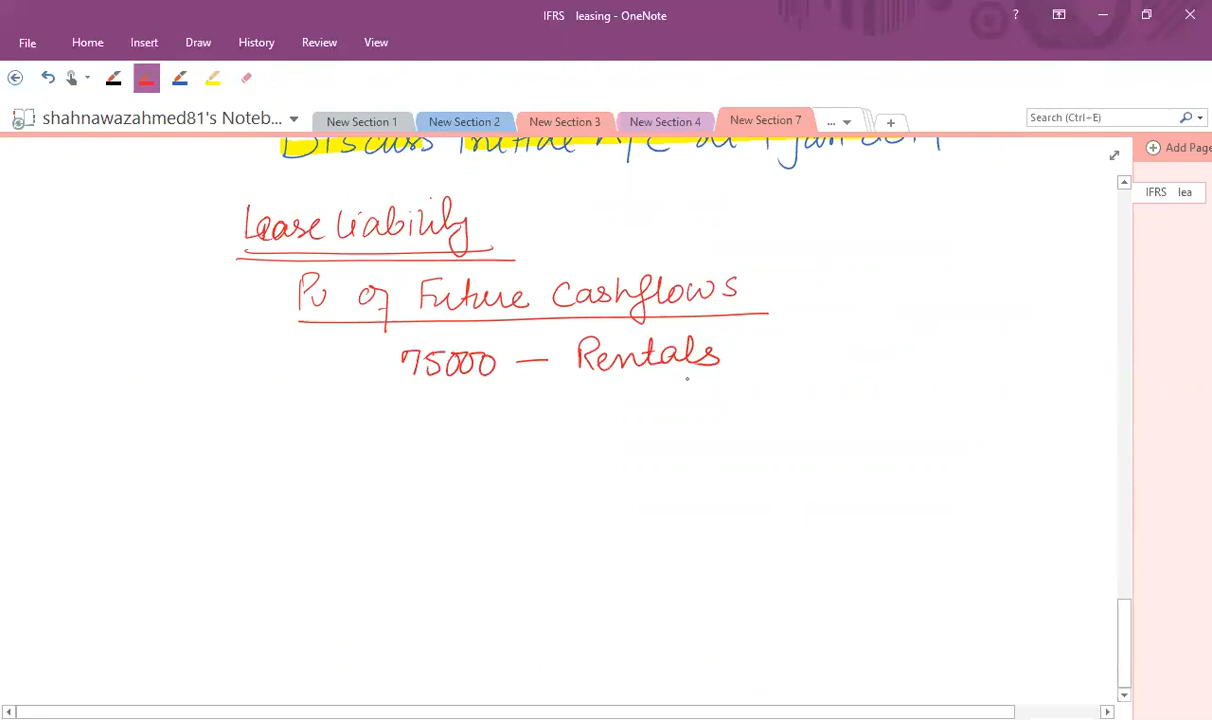 IFRS leasing - OneNote
?
File Home Insert Draw History Review View
shahnawazahmed81's Noteb... New Section 1 New Section 2 New Section 3 New Section 4 New Section 7 ... + Search (Ctrl+E)
Add Page
IFRS lea
Discuss initial
Lease liability
PV of Future Cashflows
75000 — Rentals